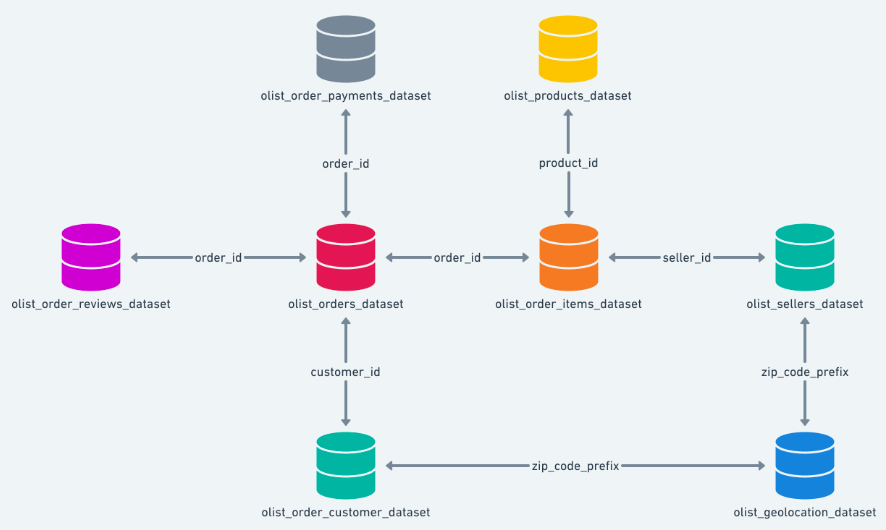 olist_order_payments_dataset
olist_products_dataset
order_id
product_id
order_id
order_id
seller_id
olist_order_reviews_dataset
olist_orders_dataset
olist_order_items_dataset
olist_sellers_dataset
customer_id
zip_code_prefix
zip_code_prefix
olist_order_customer_dataset
olist_geolocation_dataset